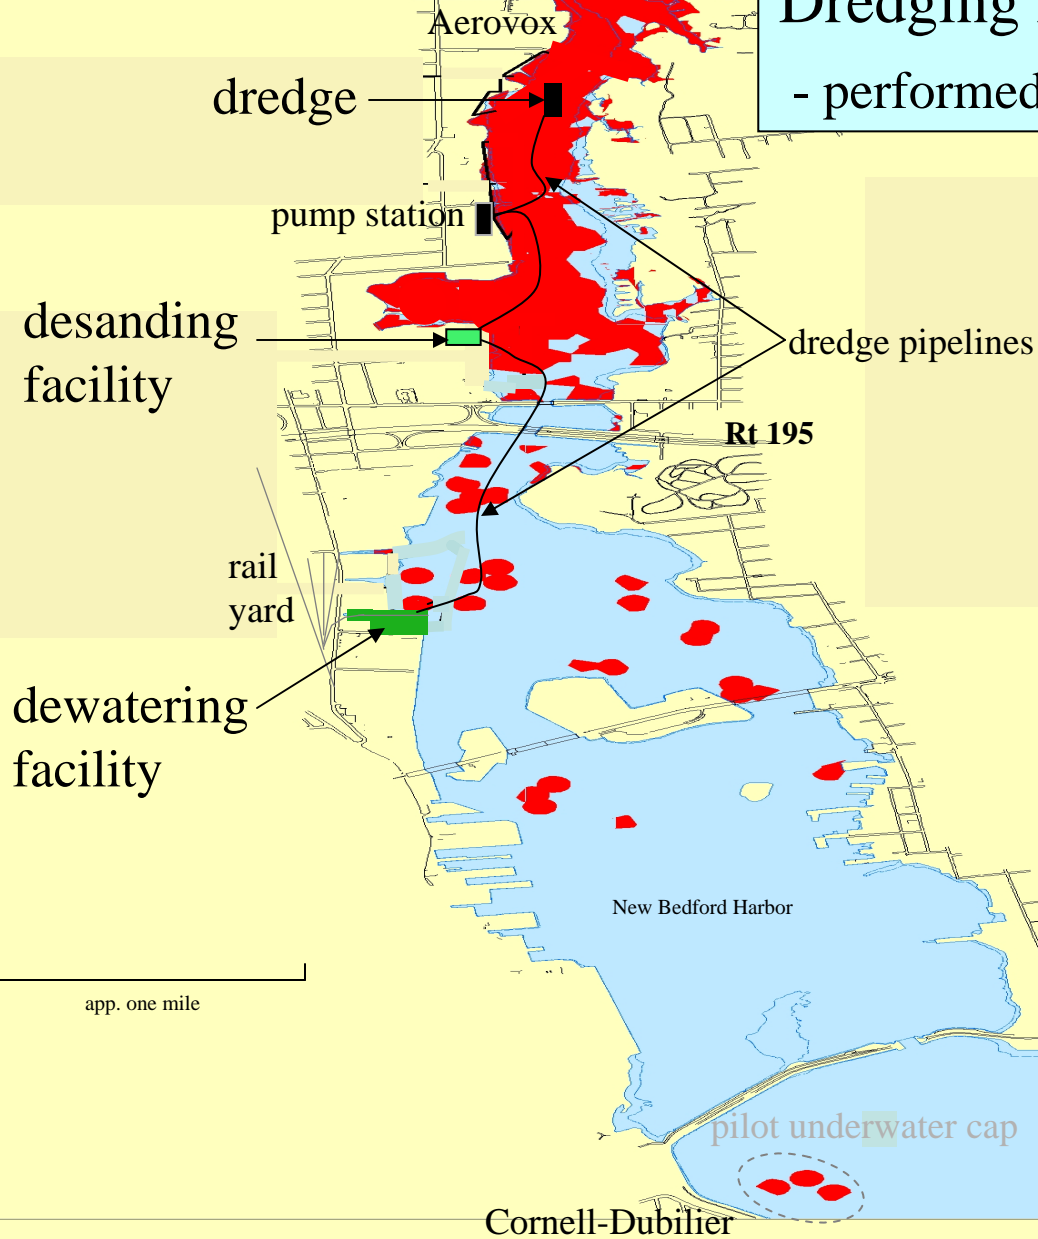 Aerovox
Dredging
- performed
dredge
pump station
desanding
facility
dredge pipelines
Rt 195
rail
yard
dewatering
facility
New Bedford Harbor
app. one mile
pilot underwater cap
Cornell-Dubilier